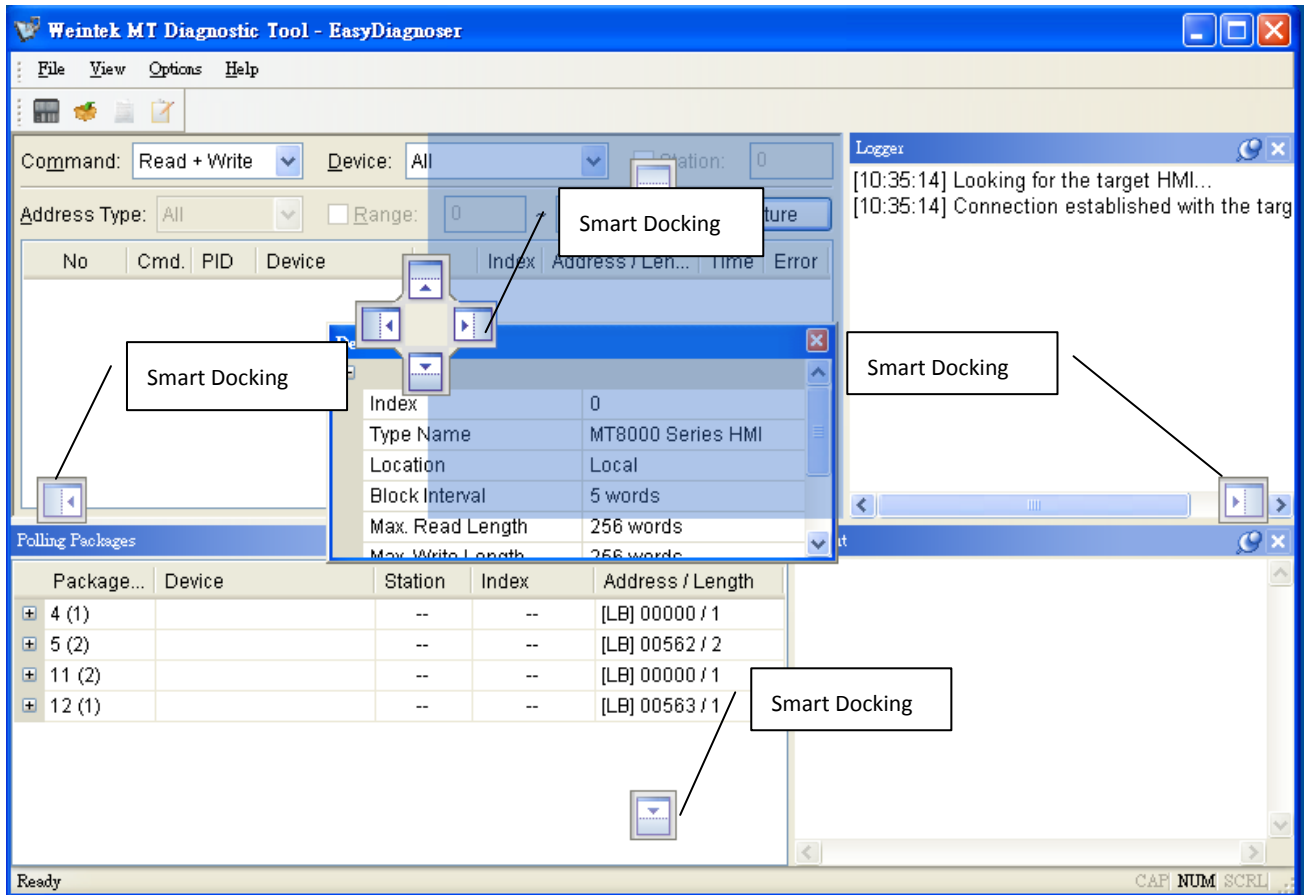 Weintek MT Diagnostic Tool - EasyDiagnoser
File View Options Help
Command: Read + Write Device: All Station: 0
Address Type: All Range: 0
Smart Docking
No Cmd. PID Device Index Address / Len... Time Error
Logger
[10:35:14] Looking for the target HMI...
[10:35:14] Connection established with the targ
Smart Docking
Smart Docking
Index 0
Type Name MT8000 Series HMI
Location Local
Block Interval 5 words
Max. Read Length 256 words
Max. Write Length 256 words
Polling Packages
Package... Device Station Index Address / Length
4 (1) -- -- [LB] 00000 / 1
5 (2) -- -- [LB] 00562 / 2
11 (2) -- -- [LB] 00000 / 1
12 (1) -- -- [LB] 00563 / 1
Smart Docking
Ready
CAP NUM SCRL